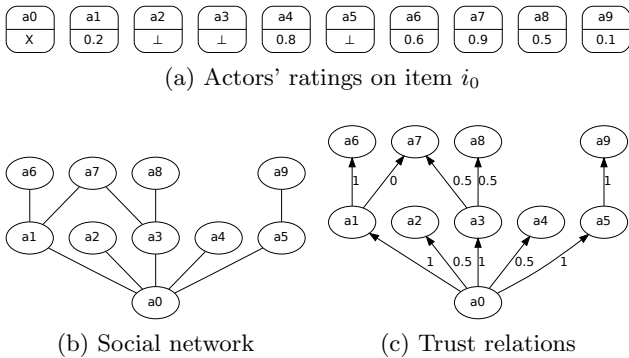 a0 a1 a2 a3 a4 a5 a6 a7 a8 a9
X 0.2 ⊥ ⊥ 0.8 ⊥ 0.6 0.9 0.5 0.1
(a) Actors' ratings on item i0
a6 a7 a8 a9
a1 a2 a3 a4 a5
a0
(b) Social network
a6 a7 a8 a9
1 0 0.5 0.5 1
a1 a2 a3 a4 a5
1 0.5 1 0.5 1
a0
(c) Trust relations